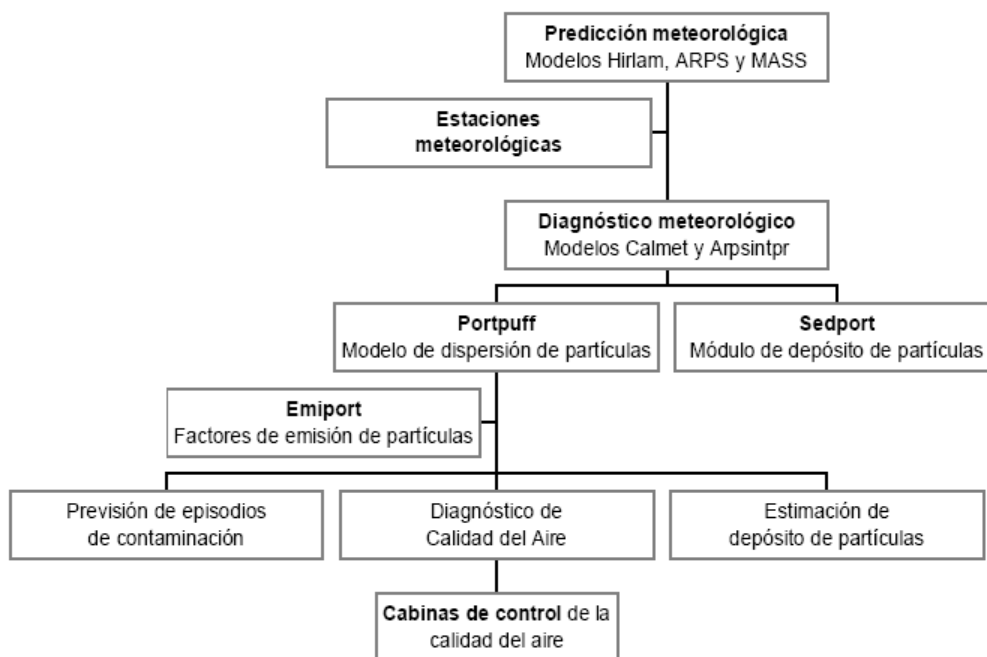 Predicción meteorológica
Modelos Hirlam, ARPS y MASS
Estaciones
meteorológicas
Diagnóstico meteorológico
Modelos Calmet y Arpsintpr
Portpuff
Modelo de dispersión de partículas
Sedport
Módulo de depósito de partículas
Emiport
Factores de emisión de partículas
Previsión de episodios
de contaminación
Diagnóstico de
Calidad del Aire
Estimación de
depósito de partículas
Cabinas de control de la
calidad del aire